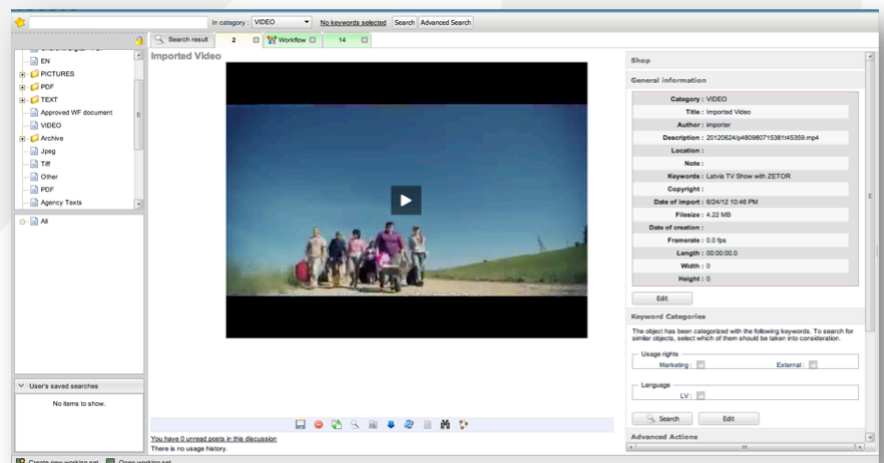 In category : VIDEO No keywords selected Search Advanced Search
Search result 2 Workflow 14
EN
PICTURES
PDF
TEXT
Approved WF document
VIDEO
Archive
Jpeg
Tiff
Other
PDF
Agency Texts
All
User's saved searches
No items to show.
Imported Video
You have 0 unread posts in this discussion
There is no usage history.
Shop
General information
Category : VIDEO
Title : Imported Video
Author : importer
Description : 20120624/p480980715381t45359.mp4
Location :
Note :
Keywords : Latvia TV Show with ZETOR
Copyright :
Date of import : 6/24/12 10:46 PM
Filesize : 4.22 MB
Date of creation :
Framerate : 0.0 fps
Length : 00:00:00.0
Width : 0
Height : 0
Edit
Keyword Categories
The object has been categorized with the following keywords. To search for
similar objects, select which of them should be taken into consideration.
Usage rights
Marketing : External :
Language
LV :
Search Edit
Advanced Actions
Create new working set Open working set